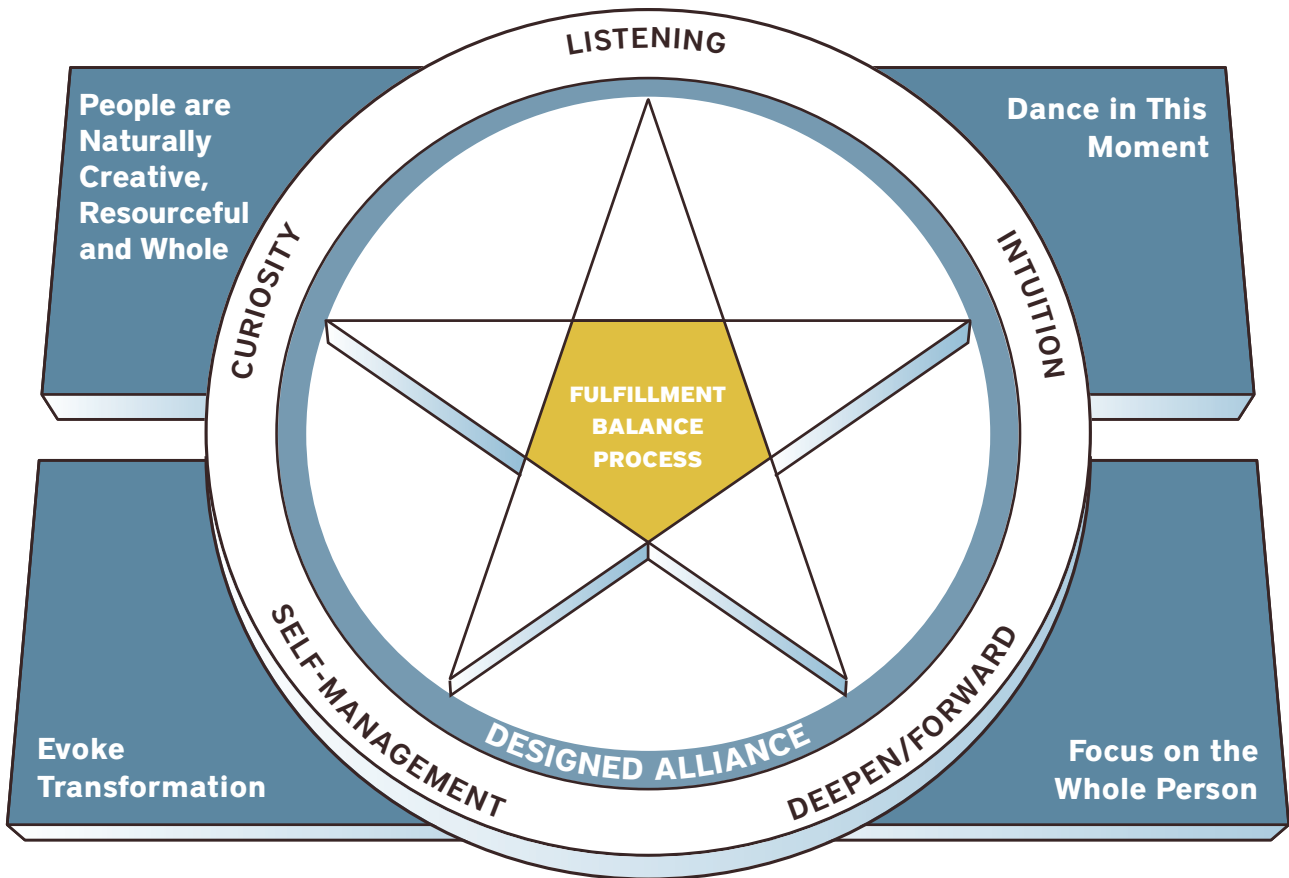 LISTENING
People are
Naturally
Creative,
Resourceful
and Whole
Dance in This
Moment
CURIOSITY
INTUITION
FULFILLMENT
BALANCE
PROCESS
SELF-MANAGEMENT
DESIGNED ALLIANCE
DEEPEN/FORWARD
Evoke
Transformation
Focus on the
Whole Person